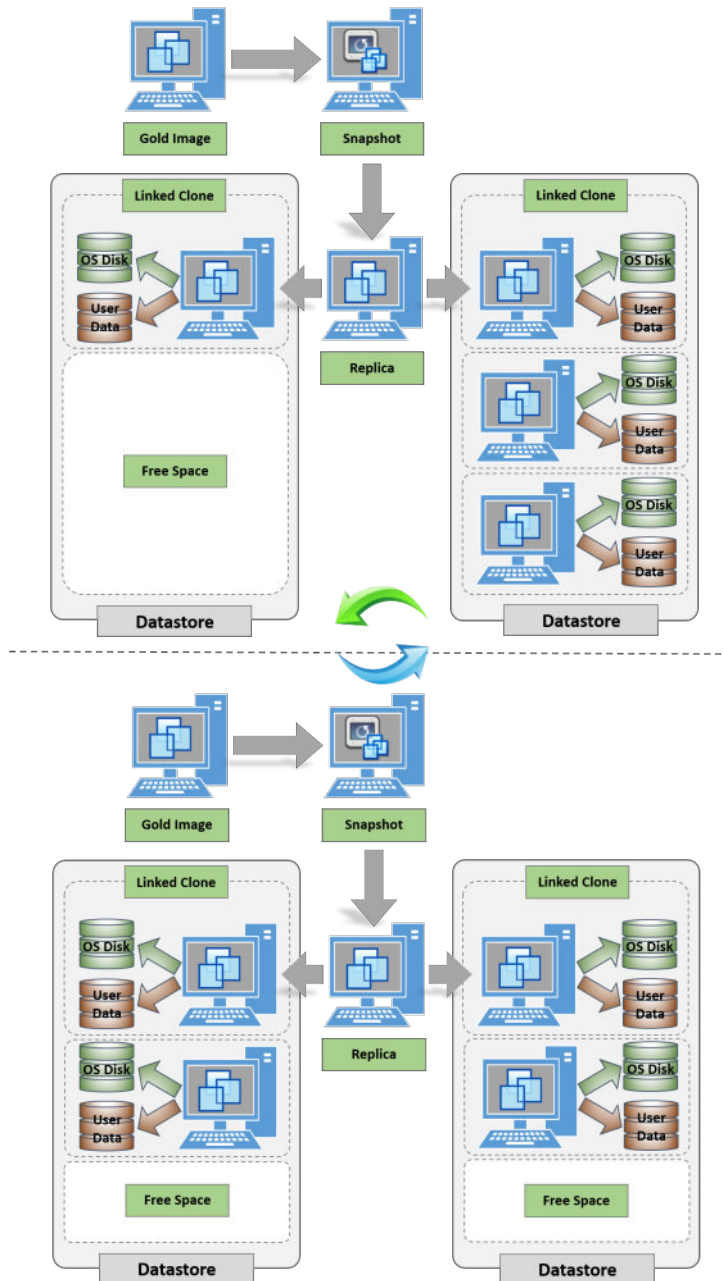 Gold Image
Snapshot
Linked Clone
Linked Clone
OS Disk
OS Disk
User
Data
User
Data
Replica
OS Disk
User
Data
Free Space
OS Disk
User
Data
Datastore
Datastore
Gold Image
Snapshot
Linked Clone
Linked Clone
OS Disk
OS Disk
User
Data
User
Data
Replica
OS Disk
OS Disk
User
Data
User
Data
Free Space
Free Space
Datastore
Datastore